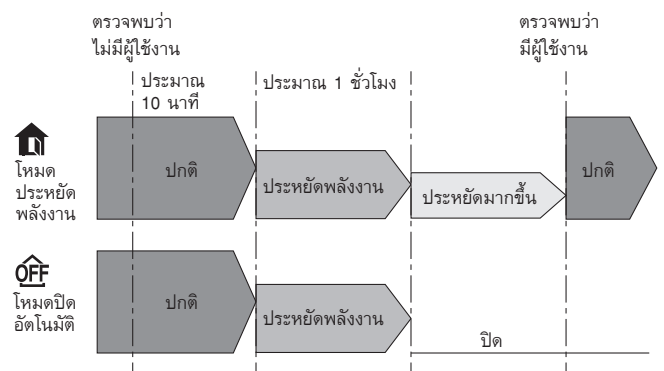 ตรวจพบว่า
ไม่มีผู้ใช้งาน
ตรวจพบว่า
มีผู้ใช้งาน
ประมาณ
10 นาที
ประมาณ 1 ชั่วโมง
โหมด
ประหยัด
พลังงาน
ปกติ
ประหยัดพลังงาน
ประหยัดมากขึ้น
ปกติ
OFF
โหมดปิด
อัตโนมัติ
ปกติ
ประหยัดพลังงาน
ปิด